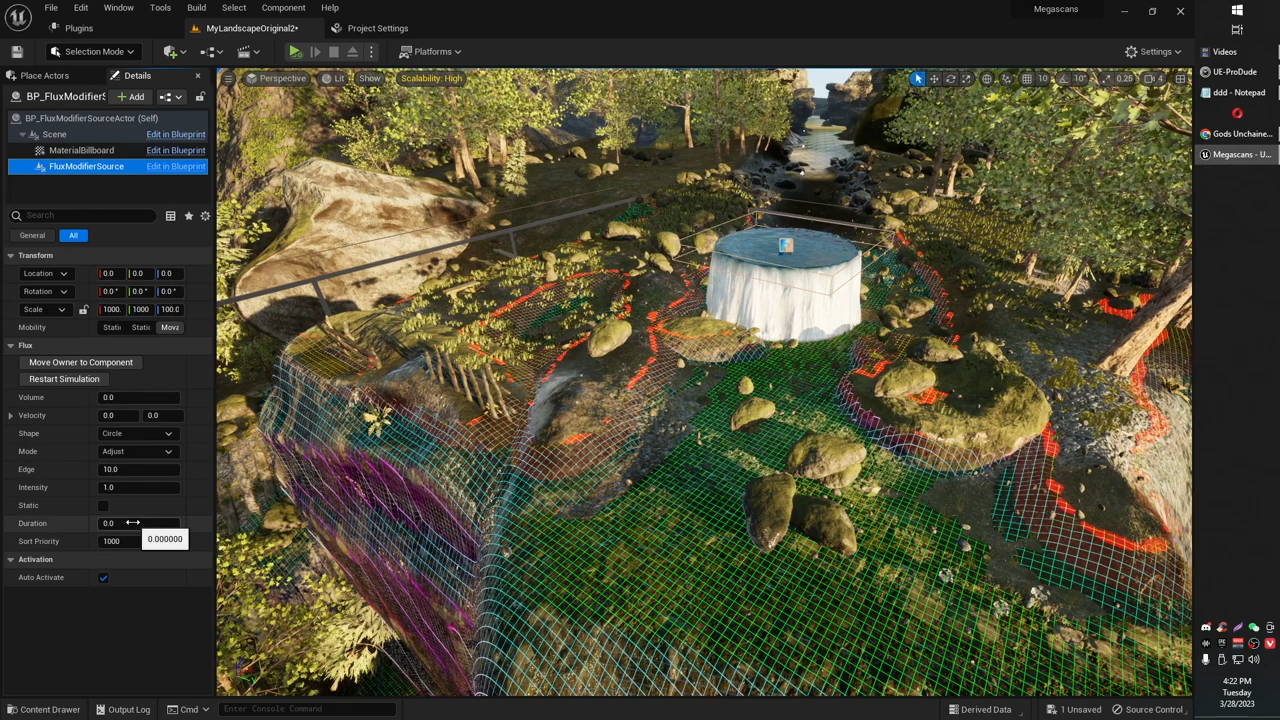 File Edit Window Tools Build Select Component Help
Megascans
Plugins
MyLandscapeOriginal2*
Project Settings
Selection Mode
Platforms
Settings
Place Actors
Details
Perspective
Lit
Show
Scalability: High
10
10°
0.25
4
BP_FluxModifierS
Add
BP_FluxModifierSourceActor (Self)
Scene Edit in Blueprint
MaterialBillboard Edit in Blueprint
FluxModifierSource Edit in Blueprint
Search
General All
Transform
Location 0.0 0.0 0.0
Rotation 0.0 ° 0.0 ° 0.0 °
Scale 1000. 1000 100.0
Mobility Static Static Mova
Flux
Move Owner to Component
Restart Simulation
Volume 0.0
Velocity 0.0 0.0
Shape Circle
Mode Adjust
Edge 10.0
Intensity 1.0
Static
Duration 0.0
0.000000
Sort Priority 1000
Activation
Auto Activate
Content Drawer
Output Log
Cmd
Enter Console Command
Derived Data
1 Unsaved
Source Control
Videos
UE-ProDude
ddd - Notepad
Gods Unchaine...
Megascans - U...
4:22 PM
Tuesday
3/28/2023